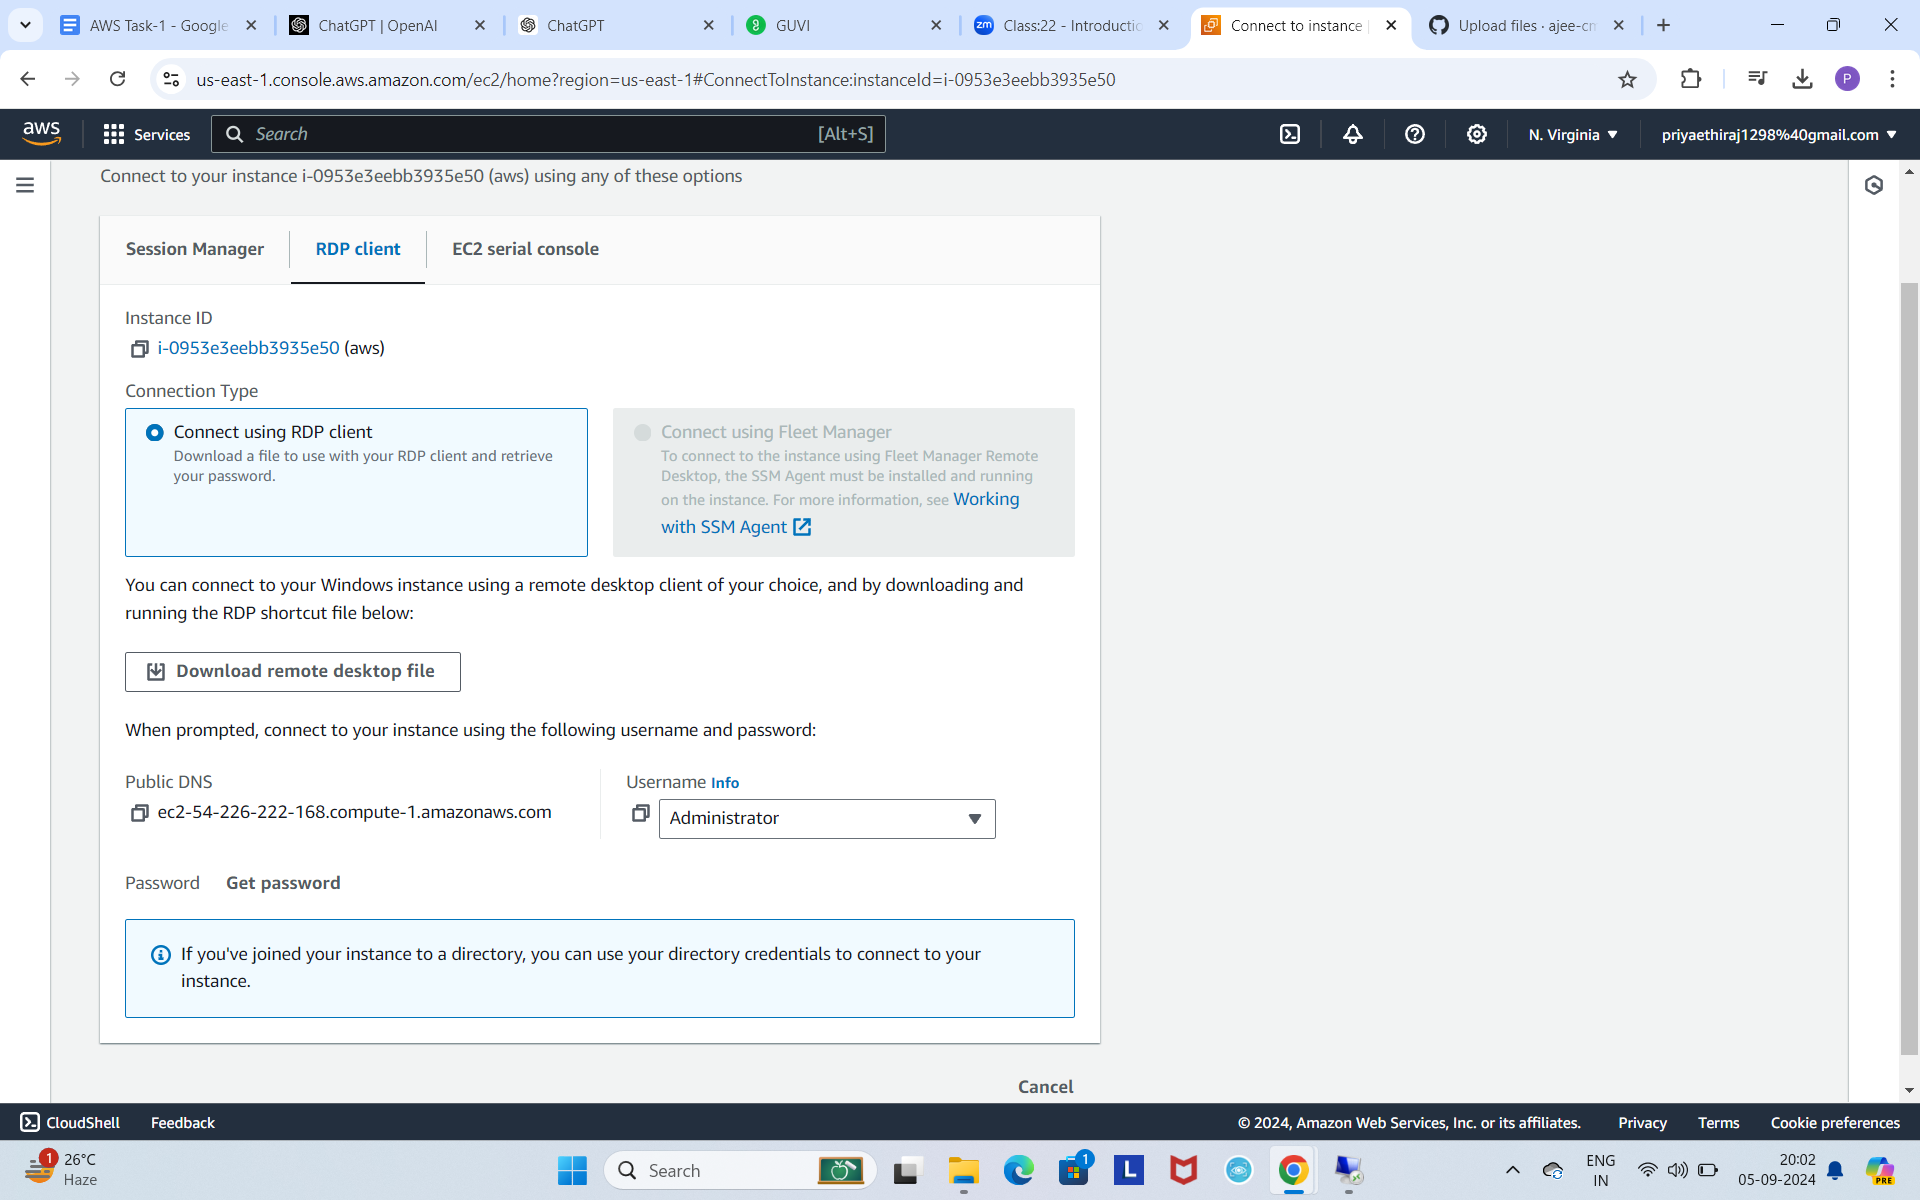 AWS Task-1 - Google
ChatGPT | OpenAI
ChatGPT
GUVI
zm
Class:22 - Introductio
Connect to instance
Upload files · ajee-cm
us-east-1.console.aws.amazon.com/ec2/home?region=us-east-1#ConnectToInstance:instanceId=i-0953e3eebb3935e50
P
aws
Services
Search
[Alt+S]
N. Virginia
priyaethiraj1298%40gmail.com
Connect to your instance i-0953e3eebb3935e50 (aws) using any of these options
Session Manager
RDP client
EC2 serial console
Instance ID
i-0953e3eebb3935e50 (aws)
Connection Type
Connect using RDP client
Download a file to use with your RDP client and retrieve
your password.
Connect using Fleet Manager
To connect to the instance using Fleet Manager Remote
Desktop, the SSM Agent must be installed and running
on the instance. For more information, see Working
with SSM Agent
You can connect to your Windows instance using a remote desktop client of your choice, and by downloading and
running the RDP shortcut file below:
Download remote desktop file
When prompted, connect to your instance using the following username and password:
Public DNS
ec2-54-226-222-168.compute-1.amazonaws.com
Username Info
Administrator
Password
Get password
If you've joined your instance to a directory, you can use your directory credentials to connect to your
instance.
Cancel
CloudShell
Feedback
© 2024, Amazon Web Services, Inc. or its affiliates.
Privacy
Terms
Cookie preferences
1
26°C
Haze
Search
1
L
ENG
IN
20:02
05-09-2024
PRE